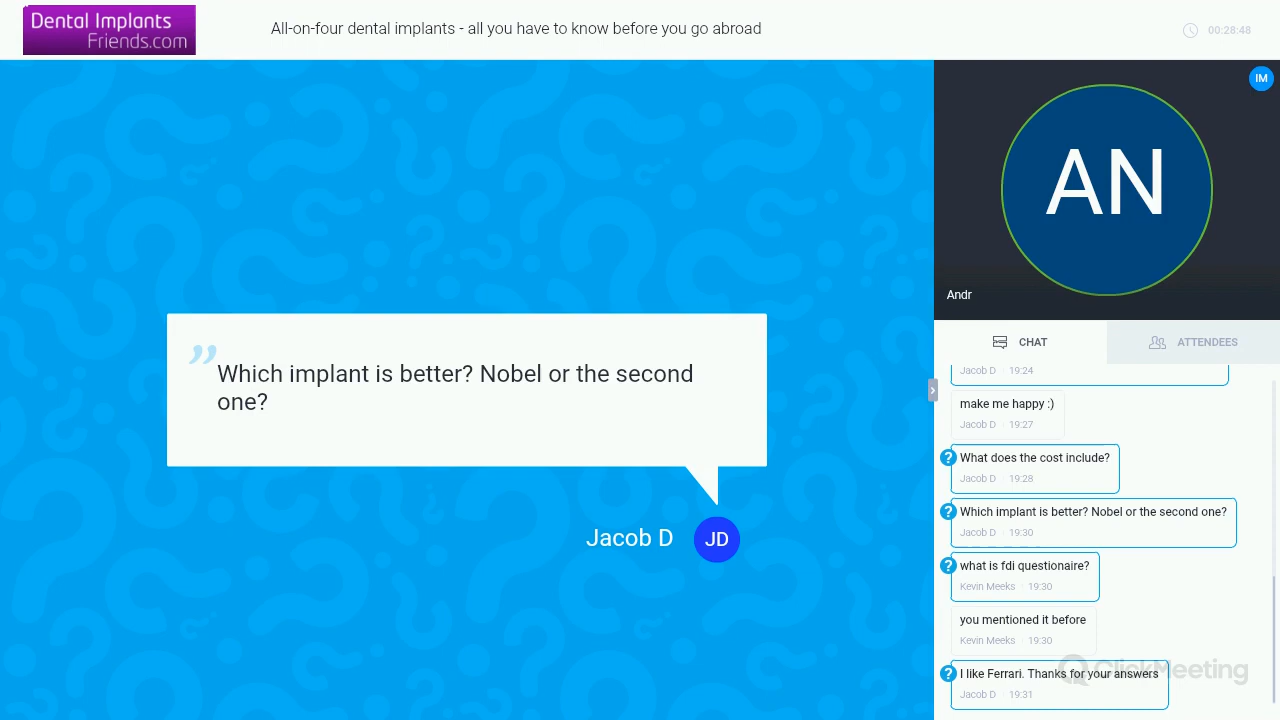 Dental Implants
Friends.com
All-on-four dental implants - all you have to know before you go abroad
00:28:48
IM
AN
Andr
”
Which implant is better? Nobel or the second
one?
Jacob D
JD
CHAT
ATTENDEES
Jacob D · 19:24
make me happy :)
Jacob D · 19:27
? What does the cost include?
Jacob D · 19:28
? Which implant is better? Nobel or the second one?
Jacob D · 19:30
? what is fdi questionaire?
Kevin Meeks · 19:30
you mentioned it before
Kevin Meeks · 19:30
ClickMeeting
? I like Ferrari. Thanks for your answers
Jacob D · 19:31